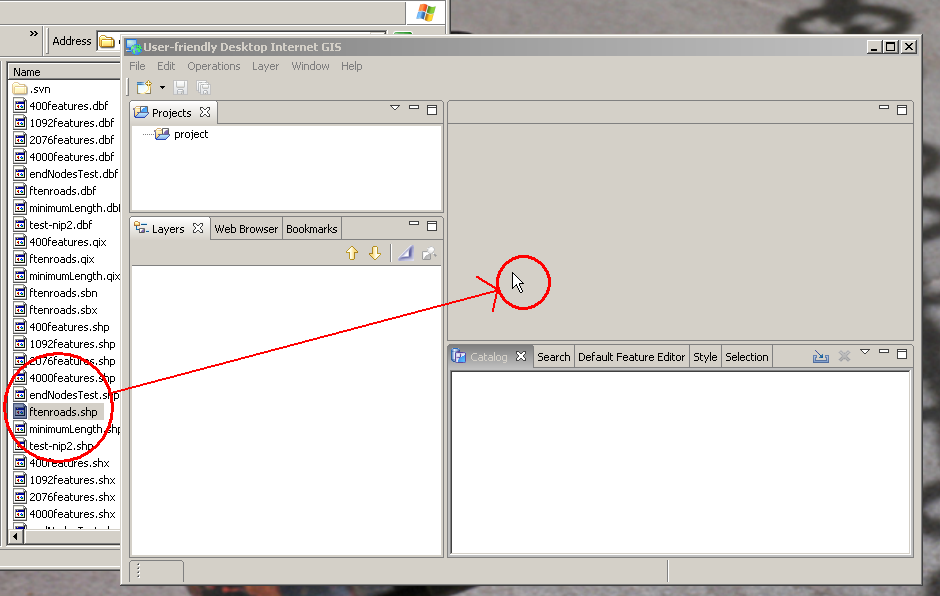 »
Address
Name
.svn
400features.dbf
1092features.dbf
2076features.dbf
4000features.dbf
endNodesTest.dbf
ftenroads.dbf
minimumLength.dbf
test-nip2.dbf
400features.qix
ftenroads.qix
minimumLength.qix
ftenroads.sbn
ftenroads.sbx
400features.shp
1092features.shp
2076features.shp
4000features.shp
endNodesTest.shp
ftenroads.shp
minimumLength.shp
test-nip2.shp
400features.shx
1092features.shx
2076features.shx
4000features.shx
User-friendly Desktop Internet GIS
File Edit Operations Layer Window Help
Projects
project
Layers Web Browser Bookmarks
Catalog Search Default Feature Editor Style Selection